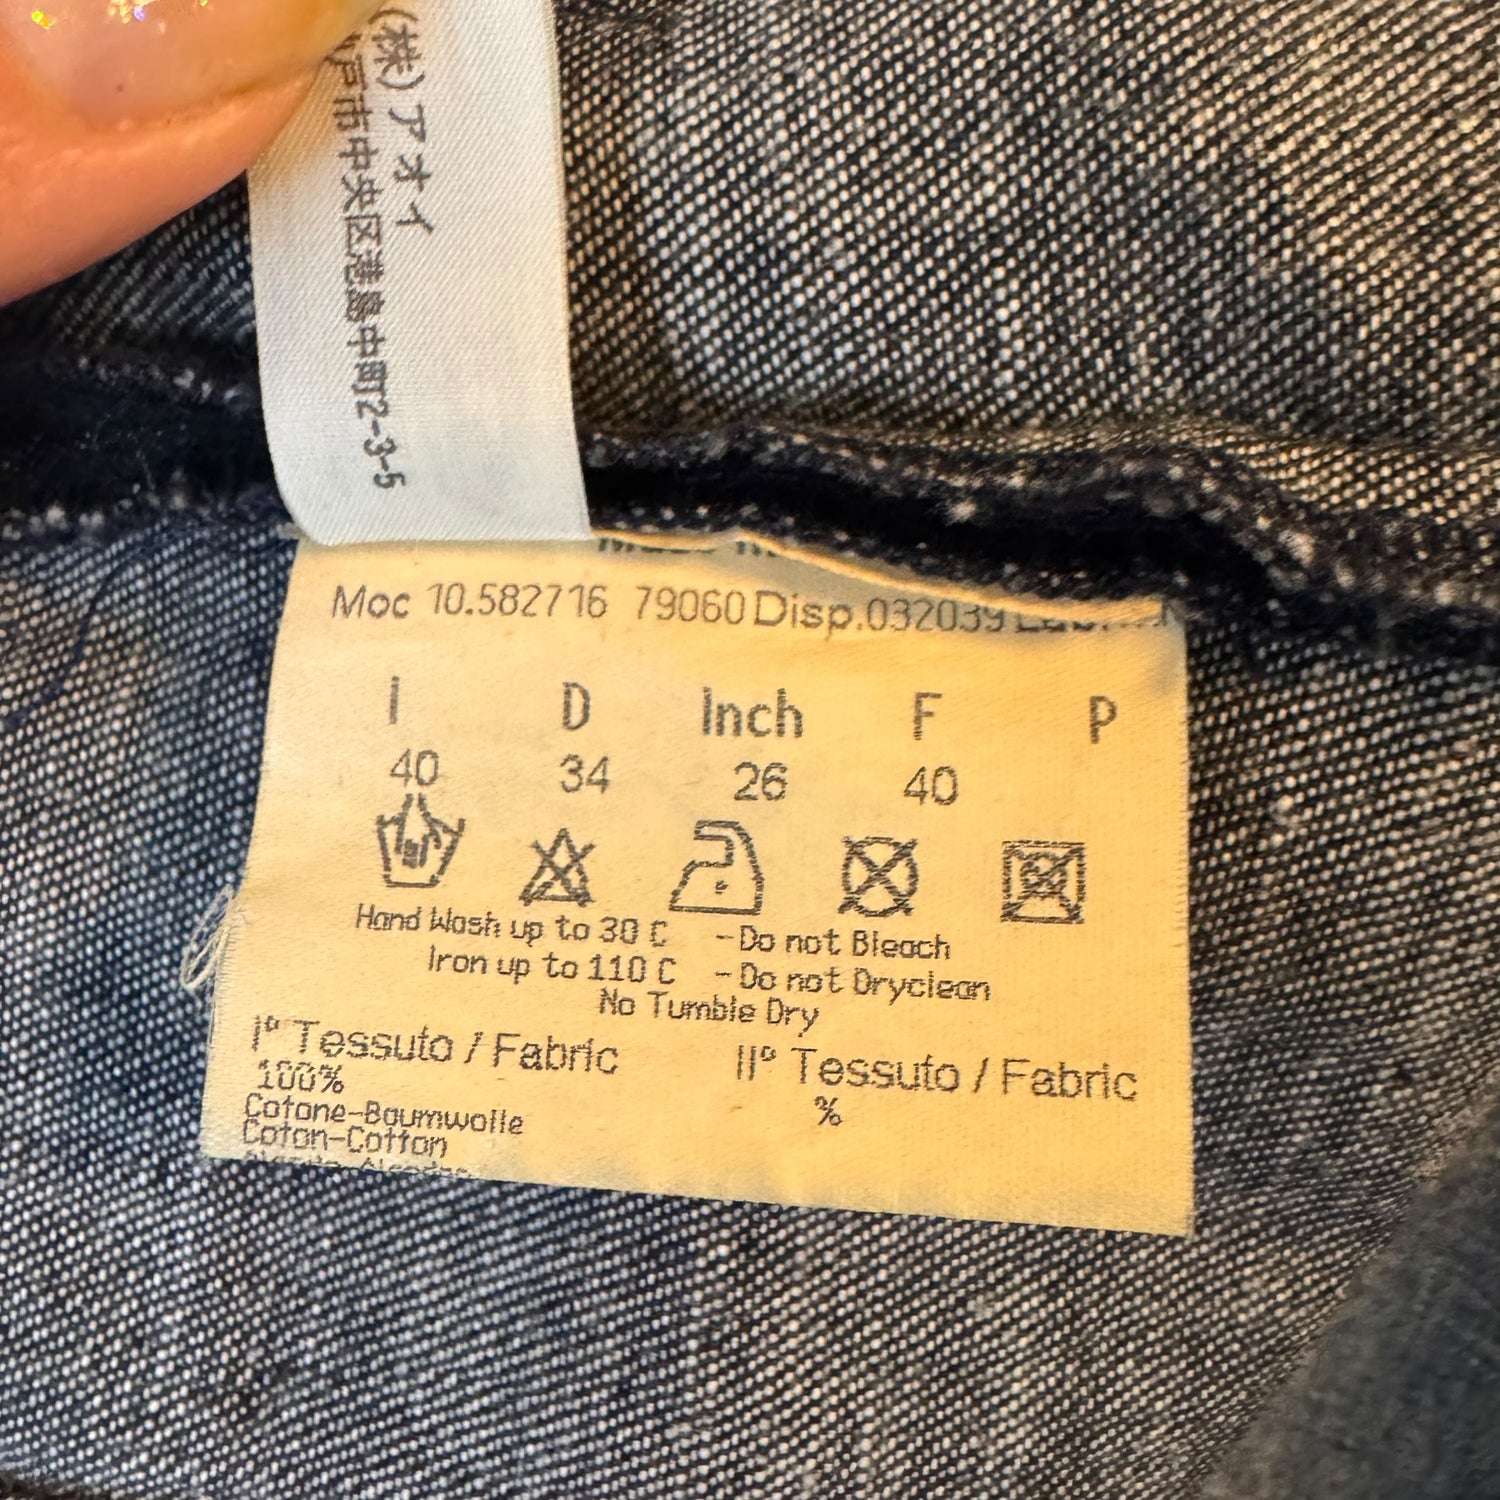 (株)アオイ
戸市中央区港島中町2-3-5
Made in
Moc 10.582716 79060 Disp.032039
I D Inch F P
40 34 26 40
Hand Wash up to 30 C - Do not Bleach
Iron up to 110 C - Do not Dryclean
No Tumble Dry
I° Tessuto / Fabric II° Tessuto / Fabric
100% %
Cotone-Baumwolle
Coton-Cotton